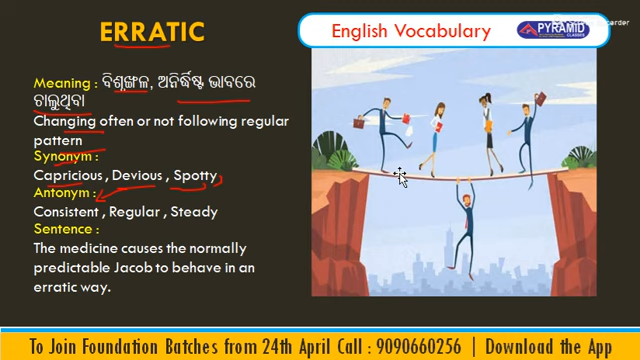 ERRATIC
English Vocabulary
PYRAMID
CLASSES
Meaning : ବିଶୃଙ୍ଖଳ, ଅନିର୍ଦ୍ଧିଷ୍ଟ ଭାବରେ
ଚାଲୁଥିବା
Changing often or not following regular
pattern
Synonym :
Capricious , Devious , Spotty
Antonym :
Consistent , Regular , Steady
Sentence :
The medicine causes the normally
predictable Jacob to behave in an
erratic way.
To Join Foundation Batches from 24th April Call : 9090660256 | Download the App